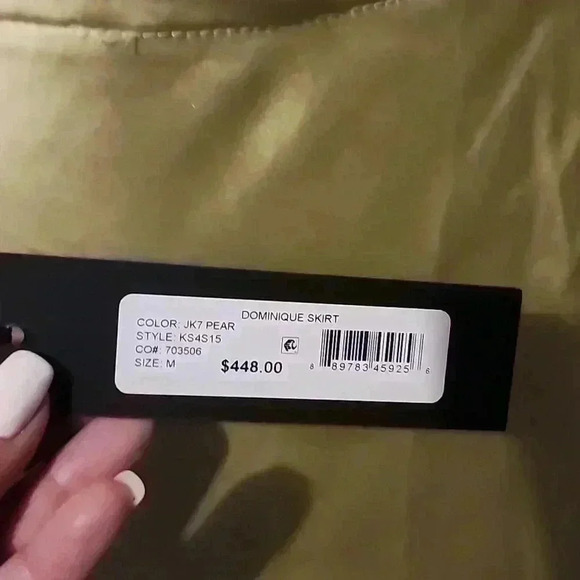 DOMINIQUE SKIRT
COLOR: JK7 PEAR
STYLE: KS4S15
CO#: 703506
SIZE: M
$448.00
8 89783 45925 6